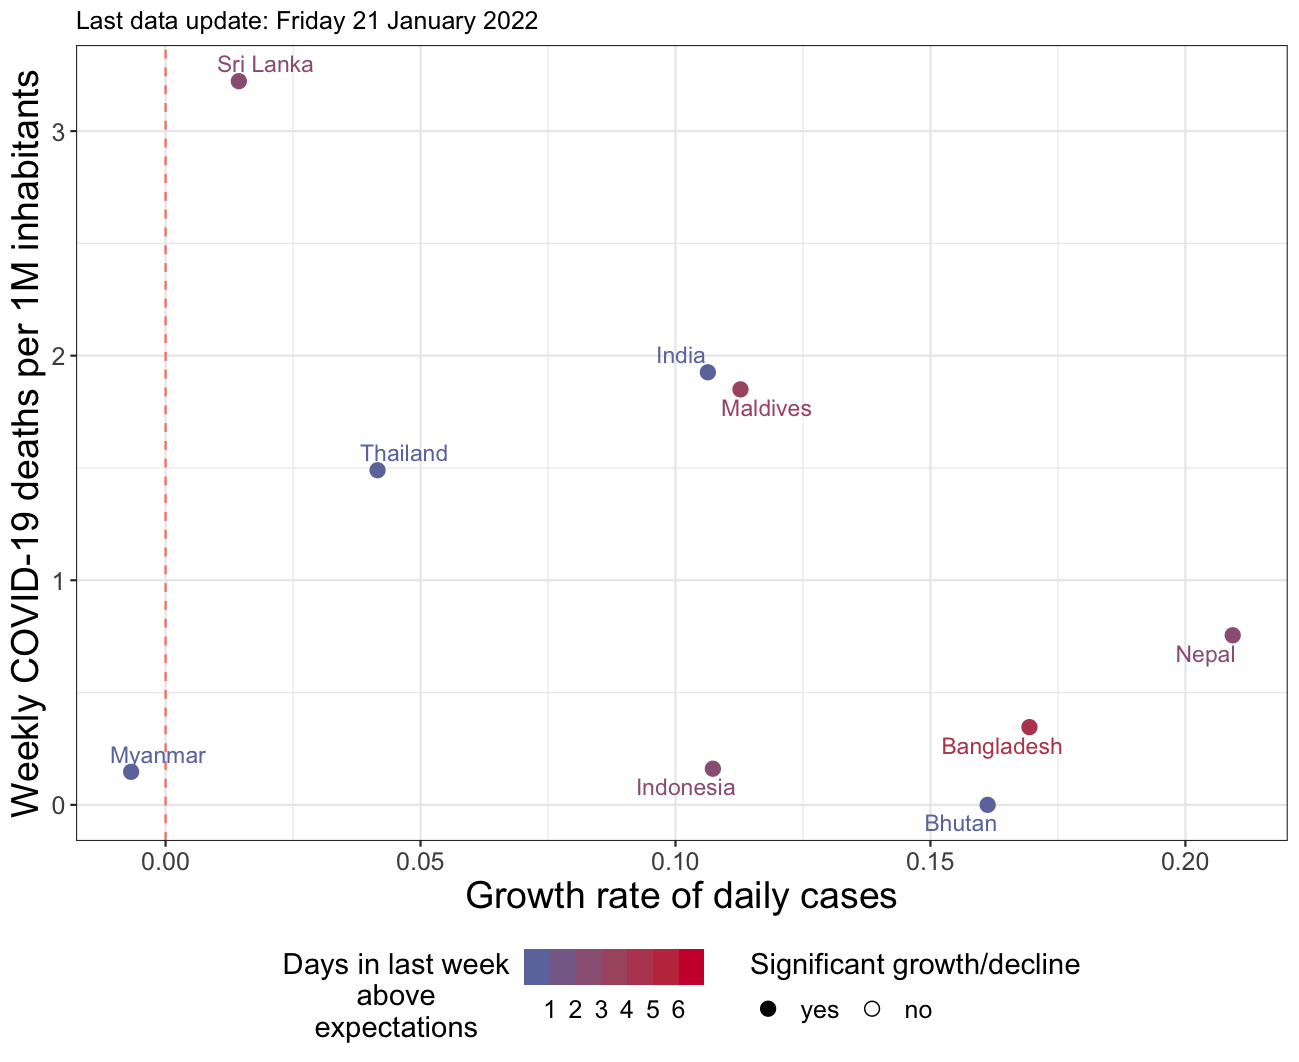 Last data update: Friday 21 January 2022
Weekly COVID-19 deaths per 1M inhabitants
3
2
1
0
Sri Lanka
India
Maldives
Thailand
Nepal
Bangladesh
Myanmar
Indonesia
Bhutan
0.00 0.05 0.10 0.15 0.20
Growth rate of daily cases
Days in last week
above
expectations
1 2 3 4 5 6
Significant growth/decline
yes no